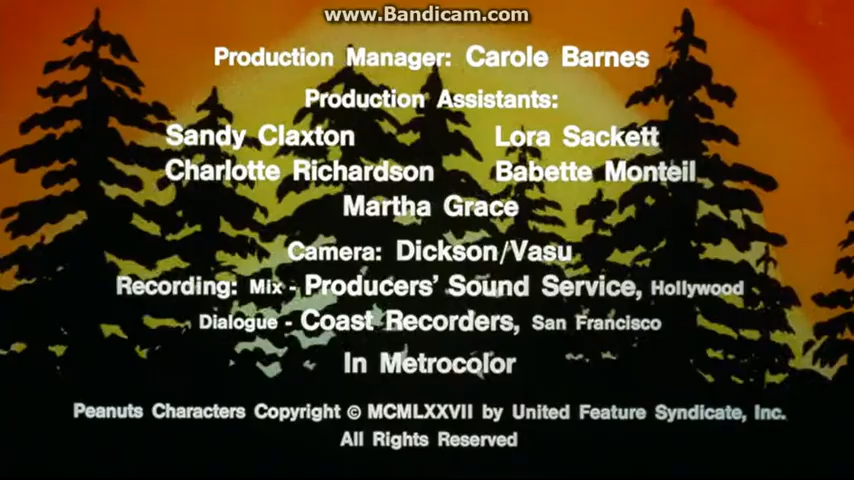 www.Bandicam.com
Production Manager: Carole Barnes
Production Assistants:
Sandy Claxton Lora Sackett
Charlotte Richardson Babette Monteil
Martha Grace
Camera: Dickson/Vasu
Recording: Mix - Producers' Sound Service, Hollywood
Dialogue - Coast Recorders, San Francisco
In Metrocolor
Peanuts Characters Copyright © MCMLXXVII by United Feature Syndicate, Inc.
All Rights Reserved